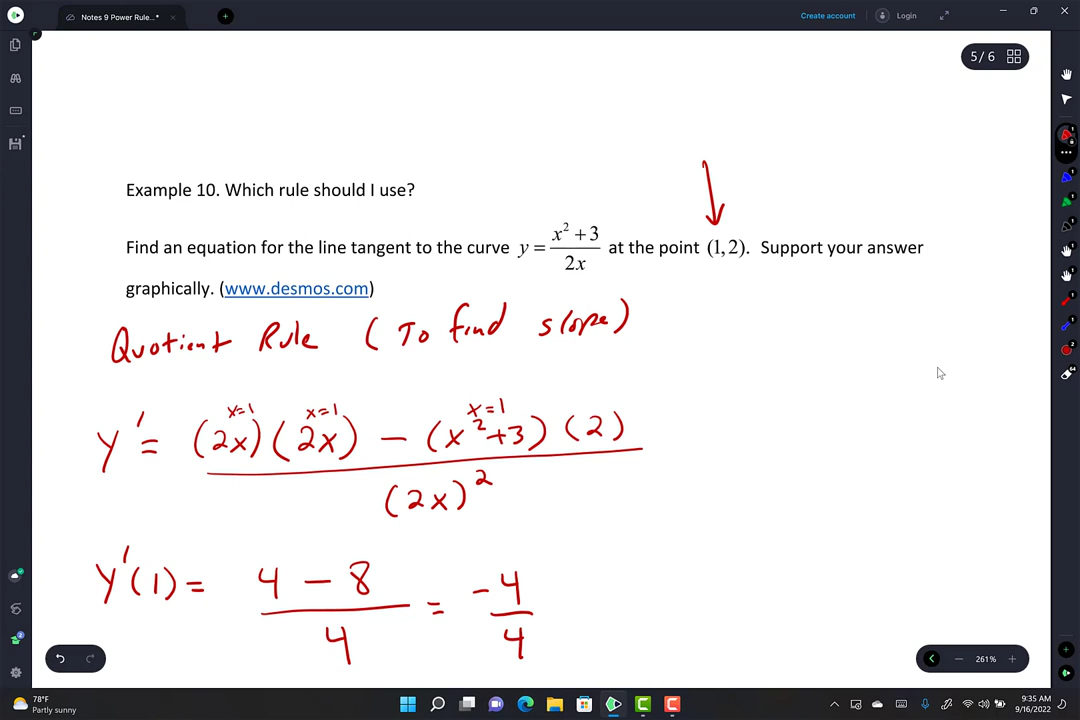 Notes 9 Power Rule...*
Create account
Login
5 / 6
Example 10. Which rule should I use?
Find an equation for the line tangent to the curve y = (x² + 3)/(2x) at the point (1, 2). Support your answer
graphically. (www.desmos.com)
Quotient Rule ( To find slope)
x=1 x=1 x=1
y' = ((2x)(2x) − (x²+3)(2))/(2x)²
y'(1) = (4 − 8)/4 = -4/4
261%
78°F
Partly sunny
9:35 AM
9/16/2022